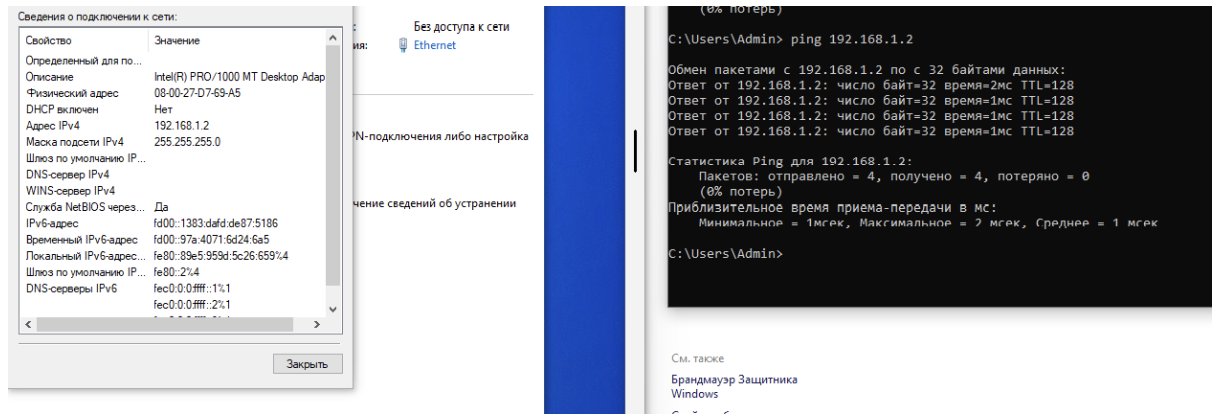 Сведения о подключении к сети:
Свойство Значение
Определенный для по...
Описание Intel(R) PRO/1000 MT Desktop Adap
Физический адрес 08-00-27-D7-69-A5
DHCP включен Нет
Адрес IPv4 192.168.1.2
Маска подсети IPv4 255.255.255.0
Шлюз по умолчанию IP...
DNS-сервер IPv4
WINS-сервер IPv4
Служба NetBIOS через... Да
IPv6-адрес fd00::1383:dafd:de87:5186
Временный IPv6-адрес fd00::97a:4071:6d24:6a5
Локальный IPv6-адрес... fe80::89e5:959d:5c26:659%4
Шлюз по умолчанию IP... fe80::2%4
DNS-серверы IPv6 fec0:0:0:ffff::1%1
fec0:0:0:ffff::2%1
Закрыть
Без доступа к сети
ия: Ethernet
PN-подключения либо настройка
чение сведений об устранении
(0% потерь)
C:\Users\Admin> ping 192.168.1.2
Обмен пакетами с 192.168.1.2 по с 32 байтами данных:
Ответ от 192.168.1.2: число байт=32 время=2мс TTL=128
Ответ от 192.168.1.2: число байт=32 время=1мс TTL=128
Ответ от 192.168.1.2: число байт=32 время=1мс TTL=128
Ответ от 192.168.1.2: число байт=32 время=1мс TTL=128
Статистика Ping для 192.168.1.2:
Пакетов: отправлено = 4, получено = 4, потеряно = 0
(0% потерь)
Приблизительное время приема-передачи в мс:
Минимальное = 1мсек, Максимальное = 2 мсек, Среднее = 1 мсек
C:\Users\Admin>
См. также
Брандмауэр Защитника
Windows